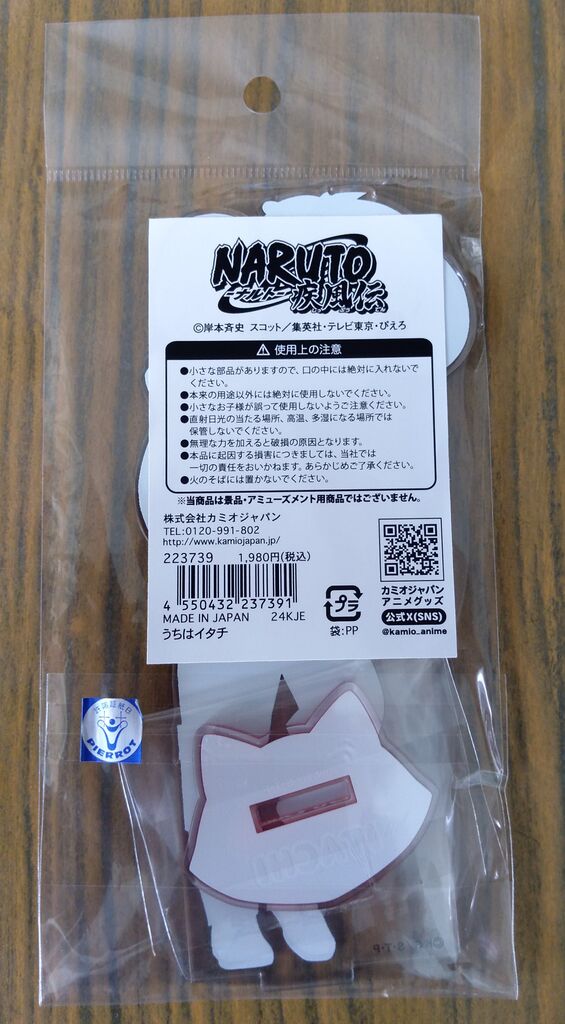 NARUTO
-ナルト-
疾風伝
©岸本斉史 スコット／集英社・テレビ東京・ぴえろ
⚠ 使用上の注意
●小さな部品がありますので、口の中には絶対に入れないで
ください。
●本来の用途以外には絶対に使用しないでください。
●小さなお子様が誤って使用しないようご注意ください。
●直射日光の当たる場所、高温、多湿になる場所では
保管しないでください。
●無理な力を加えると破損の原因となります。
●本品に起因する損害につきましては、当社では
一切の責任をおいかねます。あらかじめご了承ください。
●火のそばには置かないでください。
※当商品は景品・アミューズメント用商品ではございません。
株式会社カミオジャパン
TEL:0120-991-802
http://www.kamiojapan.jp/
223739 1,980円(税込)
4 550432 237391
MADE IN JAPAN 24KJE
うちはイタチ
プラ
袋:PP
カミオジャパン
アニメグッズ
公式X(SNS)
@kamio_anime
PIERROT
ITACHI